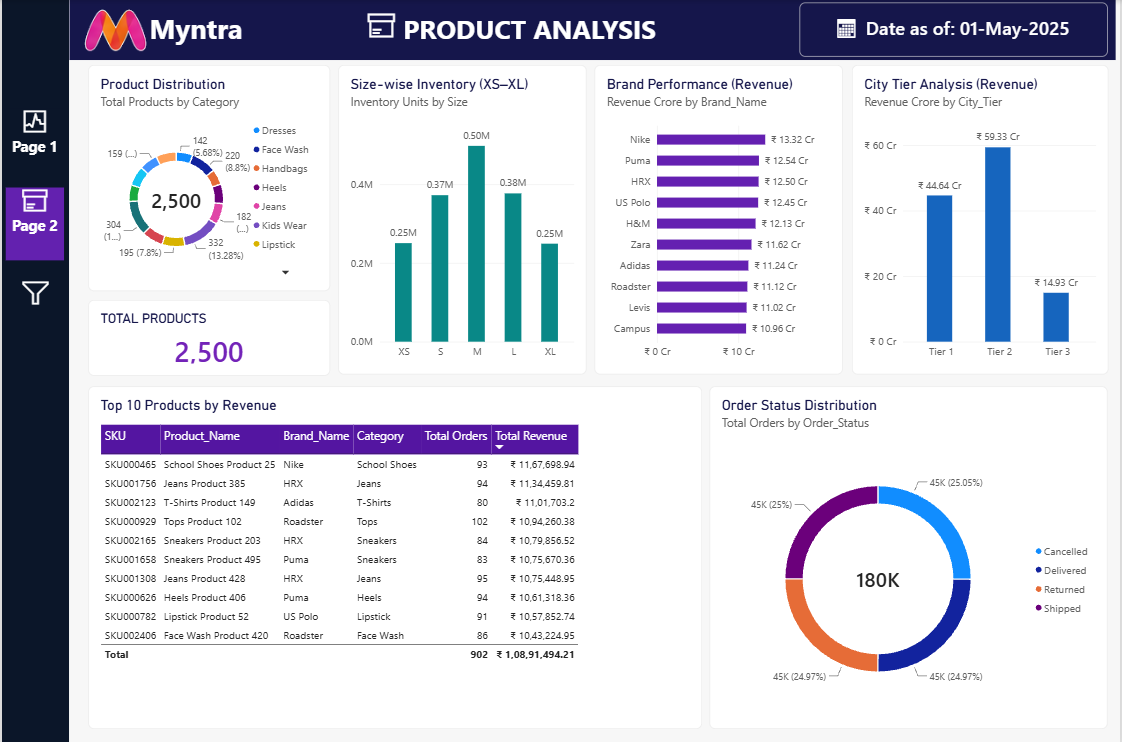 Myntra
PRODUCT ANALYSIS
Date as of: 01-May-2025
Page 1
Page 2
Product Distribution
Total Products by Category
142
(5.68%)
220
(8.8%)
182
(...)
332
(13.28%)
195 (7.8%)
304
(1...)
159 (...)
2,500
Dresses
Face Wash
Handbags
Heels
Jeans
Kids Wear
Lipstick
TOTAL PRODUCTS
2,500
Size-wise Inventory (XS–XL)
Inventory Units by Size
0.4M
0.2M
0.0M
0.25M
0.37M
0.50M
0.38M
0.25M
XS S M L XL
Brand Performance (Revenue)
Revenue Crore by Brand_Name
Nike ₹ 13.32 Cr
Puma ₹ 12.54 Cr
HRX ₹ 12.50 Cr
US Polo ₹ 12.45 Cr
H&M ₹ 12.13 Cr
Zara ₹ 11.62 Cr
Adidas ₹ 11.24 Cr
Roadster ₹ 11.12 Cr
Levis ₹ 11.02 Cr
Campus ₹ 10.96 Cr
₹ 0 Cr ₹ 10 Cr
City Tier Analysis (Revenue)
Revenue Crore by City_Tier
₹ 60 Cr
₹ 40 Cr
₹ 20 Cr
₹ 0 Cr
₹ 44.64 Cr
₹ 59.33 Cr
₹ 14.93 Cr
Tier 1 Tier 2 Tier 3
Top 10 Products by Revenue
SKU Product_Name Brand_Name Category Total Orders Total Revenue
SKU000465 School Shoes Product 25 Nike School Shoes 93 ₹ 11,67,698.94
SKU001756 Jeans Product 385 HRX Jeans 94 ₹ 11,34,459.81
SKU002123 T-Shirts Product 149 Adidas T-Shirts 80 ₹ 11,01,703.2
SKU000929 Tops Product 102 Roadster Tops 102 ₹ 10,94,260.38
SKU002165 Sneakers Product 203 HRX Sneakers 84 ₹ 10,79,856.52
SKU001658 Sneakers Product 495 Puma Sneakers 83 ₹ 10,75,670.36
SKU001308 Jeans Product 428 HRX Jeans 95 ₹ 10,75,448.95
SKU000626 Heels Product 406 Puma Heels 94 ₹ 10,61,318.36
SKU000782 Lipstick Product 52 US Polo Lipstick 91 ₹ 10,57,852.74
SKU002406 Face Wash Product 420 Roadster Face Wash 86 ₹ 10,43,224.95
Total 902 ₹ 1,08,91,494.21
Order Status Distribution
Total Orders by Order_Status
45K (25.05%)
45K (25%)
180K
45K (24.97%)
45K (24.97%)
Cancelled
Delivered
Returned
Shipped